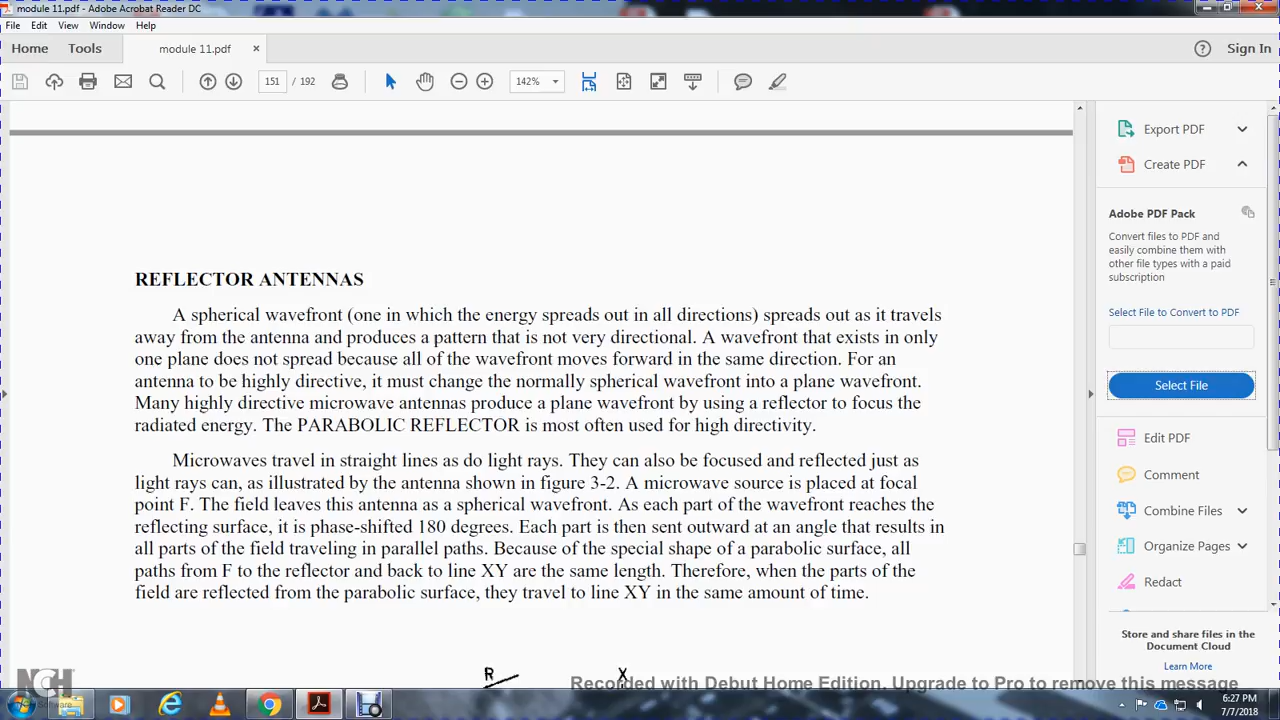 module 11.pdf - Adobe Acrobat Reader DC
File Edit View Window Help
Home Tools module 11.pdf × Sign In
151 / 192 142%
REFLECTOR ANTENNAS
A spherical wavefront (one in which the energy spreads out in all directions) spreads out as it travels
away from the antenna and produces a pattern that is not very directional. A wavefront that exists in only
one plane does not spread because all of the wavefront moves forward in the same direction. For an
antenna to be highly directive, it must change the normally spherical wavefront into a plane wavefront.
Many highly directive microwave antennas produce a plane wavefront by using a reflector to focus the
radiated energy. The PARABOLIC REFLECTOR is most often used for high directivity.
Microwaves travel in straight lines as do light rays. They can also be focused and reflected just as
light rays can, as illustrated by the antenna shown in figure 3-2. A microwave source is placed at focal
point F. The field leaves this antenna as a spherical wavefront. As each part of the wavefront reaches the
reflecting surface, it is phase-shifted 180 degrees. Each part is then sent outward at an angle that results in
all parts of the field traveling in parallel paths. Because of the special shape of a parabolic surface, all
paths from F to the reflector and back to line XY are the same length. Therefore, when the parts of the
field are reflected from the parabolic surface, they travel to line XY in the same amount of time.
R X
Export PDF
Create PDF
Adobe PDF Pack
Convert files to PDF and
easily combine them with
other file types with a paid
subscription
Select File to Convert to PDF
Select File
Edit PDF
Comment
Combine Files
Organize Pages
Redact
Store and share files in the
Document Cloud
Learn More
NCH
Software
Recorded with Debut Home Edition. Upgrade to Pro to remove this message
6:27 PM
7/7/2018